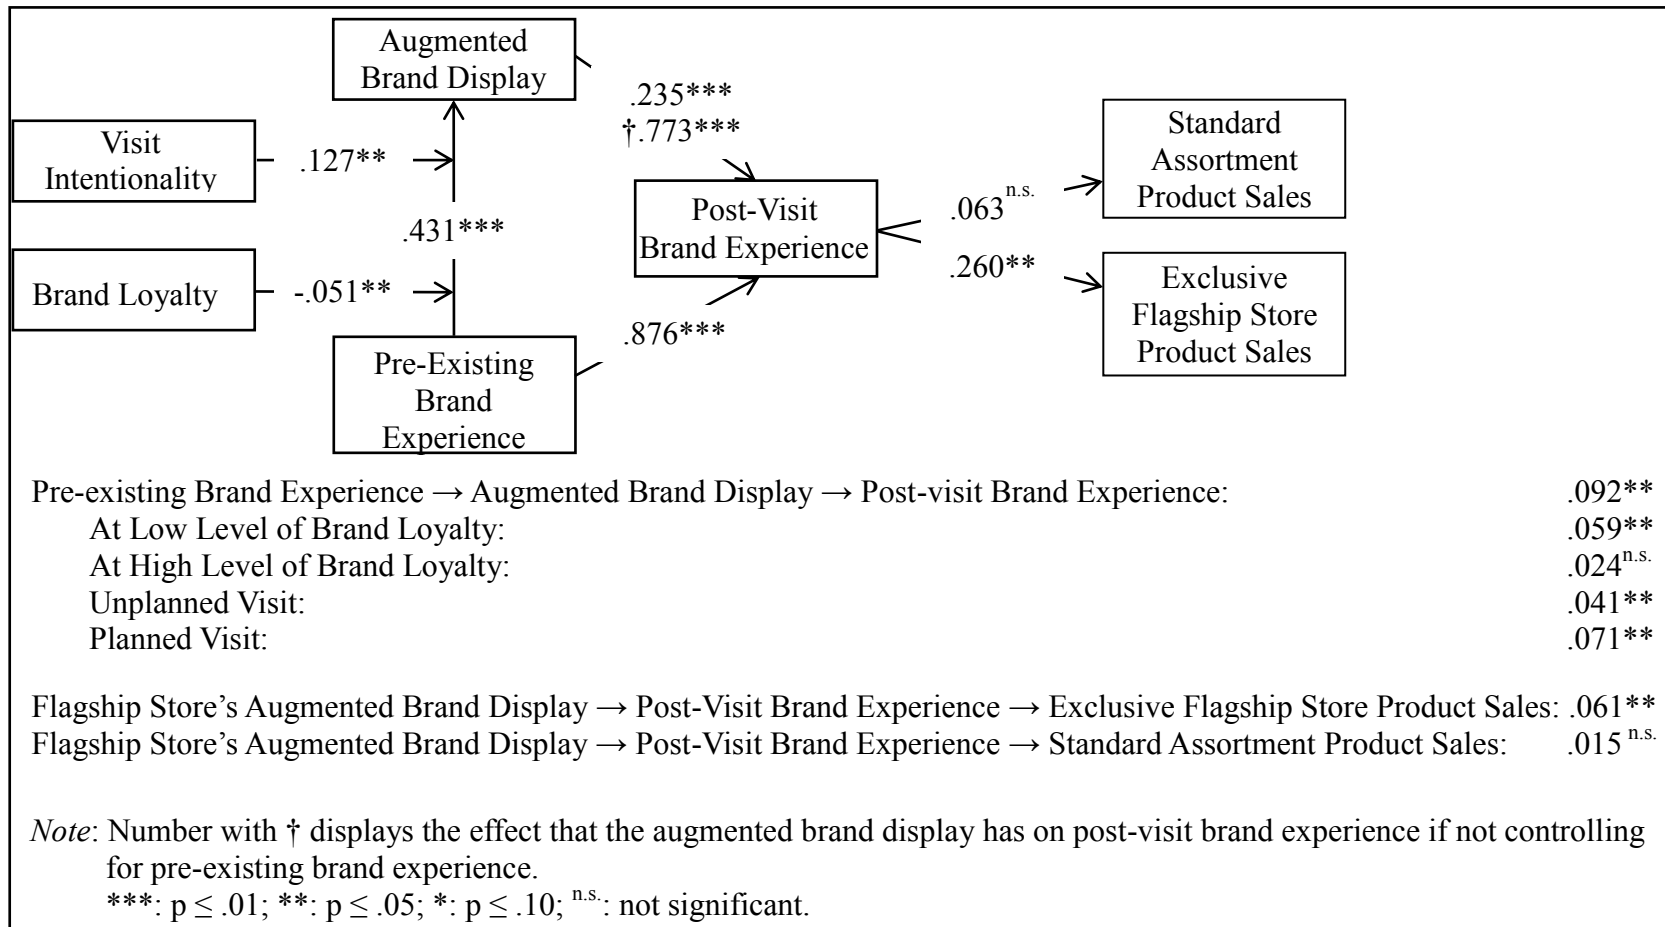 Augmented
Brand Display
.235***
†.773***
Visit
Intentionality
.127**
.431***
Brand Loyalty
-.051**
Pre-Existing
Brand
Experience
.876***
Post-Visit
Brand Experience
.063n.s.
.260**
Standard
Assortment
Product Sales
Exclusive
Flagship Store
Product Sales
Pre-existing Brand Experience → Augmented Brand Display → Post-visit Brand Experience: .092**
At Low Level of Brand Loyalty: .059**
At High Level of Brand Loyalty: .024n.s.
Unplanned Visit: .041**
Planned Visit: .071**
Flagship Store’s Augmented Brand Display → Post-Visit Brand Experience → Exclusive Flagship Store Product Sales: .061**
Flagship Store’s Augmented Brand Display → Post-Visit Brand Experience → Standard Assortment Product Sales: .015 n.s.
Note: Number with † displays the effect that the augmented brand display has on post-visit brand experience if not controlling
for pre-existing brand experience.
***: p ≤ .01; **: p ≤ .05; *: p ≤ .10; n.s.: not significant.